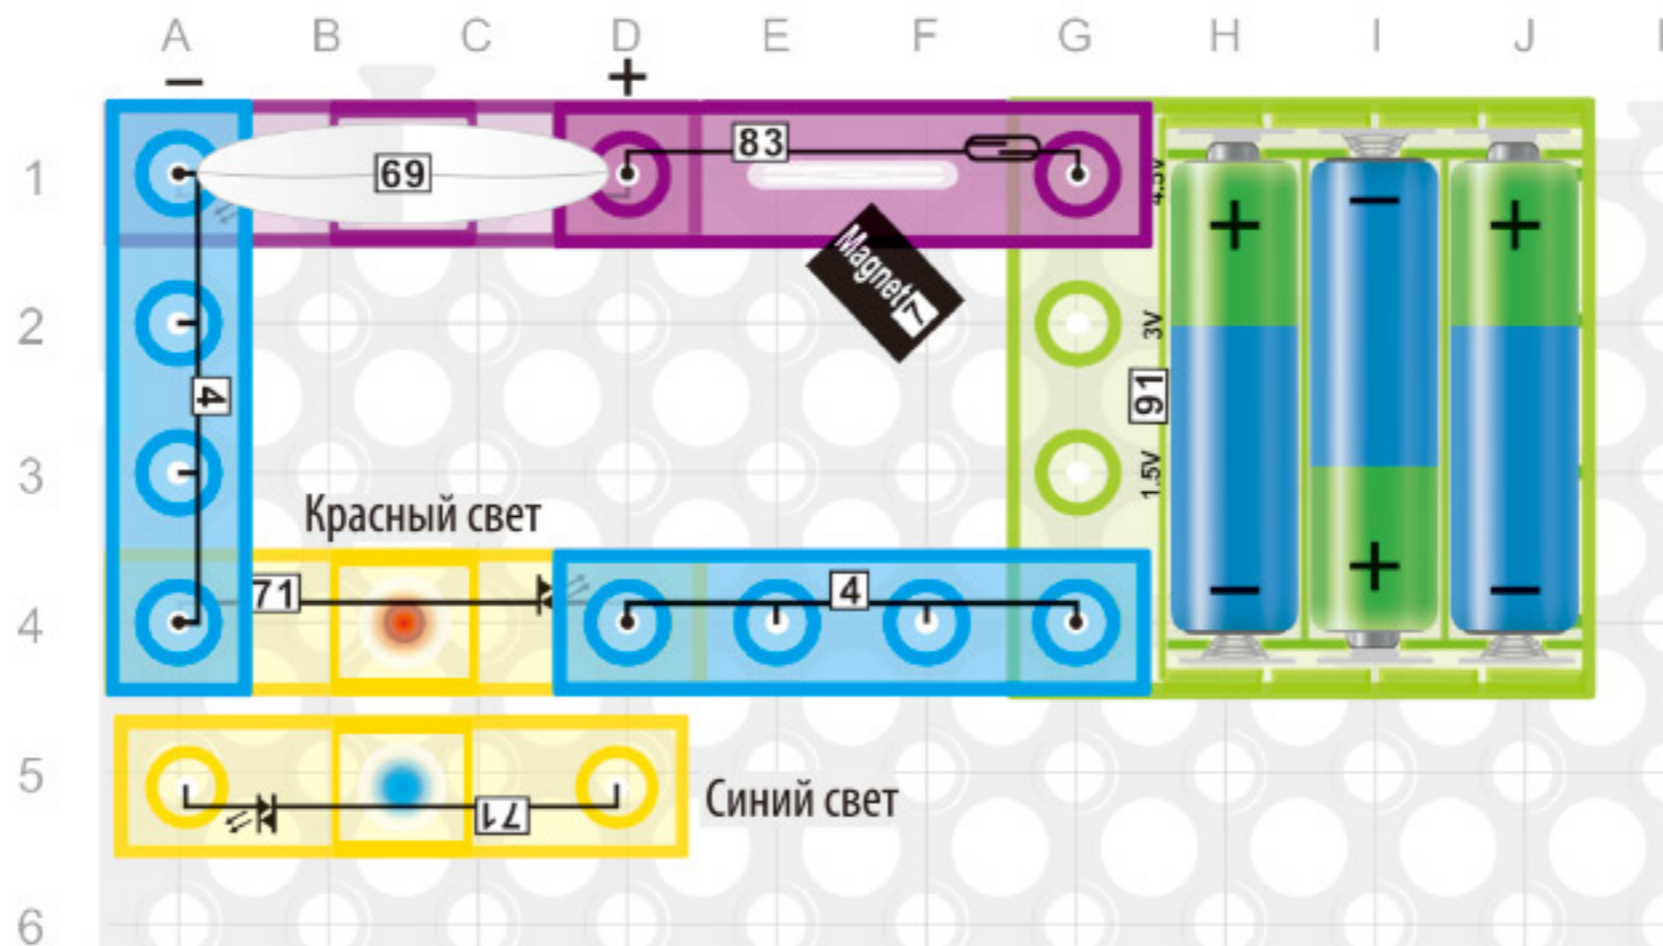 A B C D E F G H I J
− +
1 69 83 4.5V + − +
Magnet 7
2 3V
4 91
3 1.5V
Красный свет
71 4 − + −
4
5 71 Синий свет
6